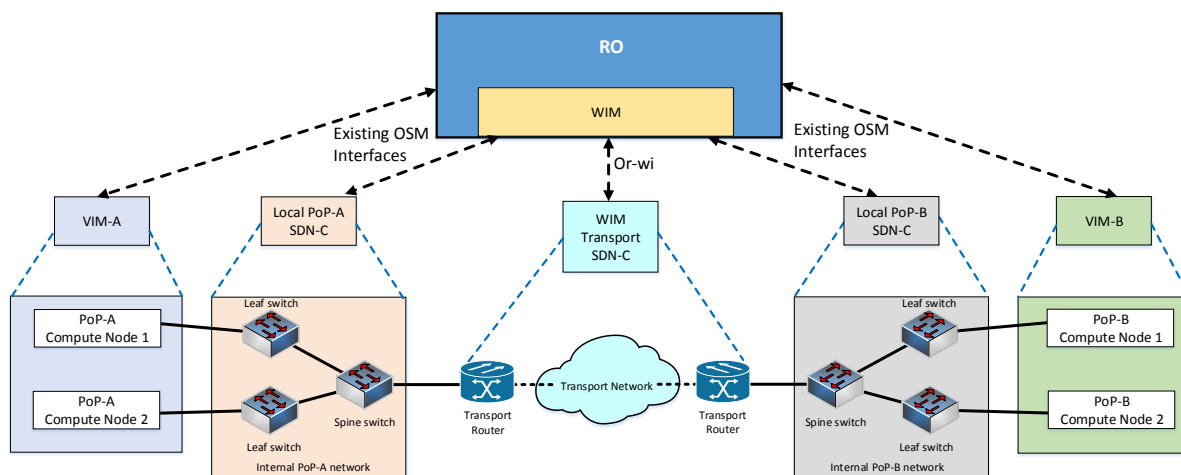 RO
WIM
Existing OSM
Interfaces
Existing OSM
Interfaces
Or-wi
VIM-A
Local PoP-A
SDN-C
WIM
Transport
SDN-C
Local PoP-B
SDN-C
VIM-B
Leaf switch
Leaf switch
PoP-A
Compute Node 1
PoP-B
Compute Node 1
Transport Network
PoP-A
Compute Node 2
PoP-B
Compute Node 2
Spine switch
Transport
Router
Transport
Router
Spine switch
Leaf switch
Leaf switch
Internal PoP-A network
Internal PoP-B network